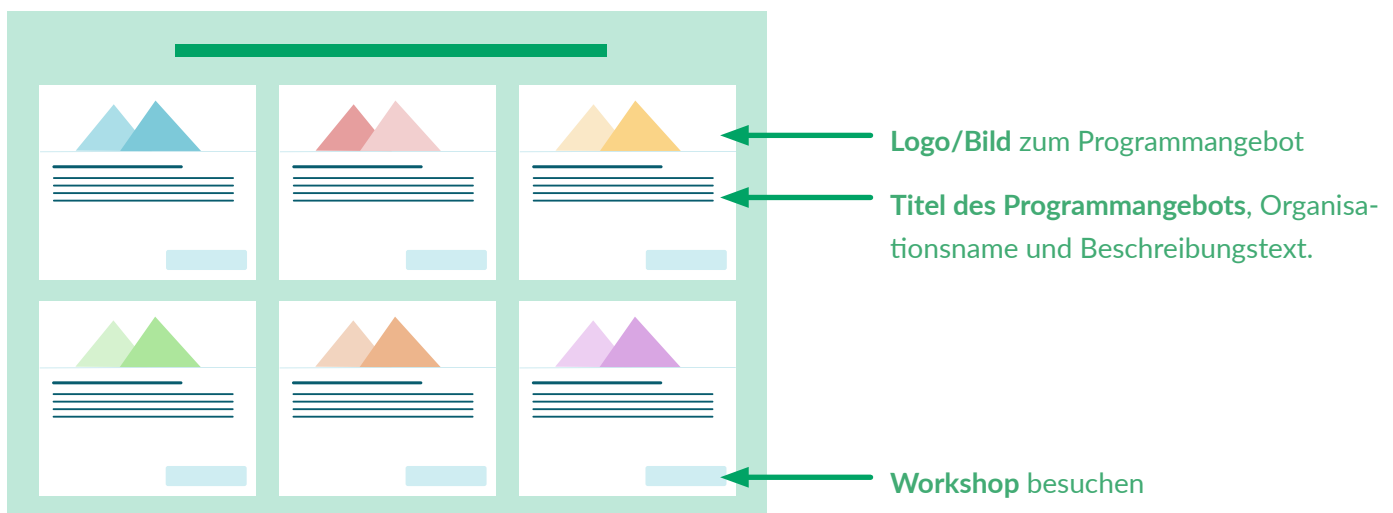 Logo/Bild zum Programmangebot
Titel des Programmangebots, Organisa-
tionsname und Beschreibungstext.
Workshop besuchen